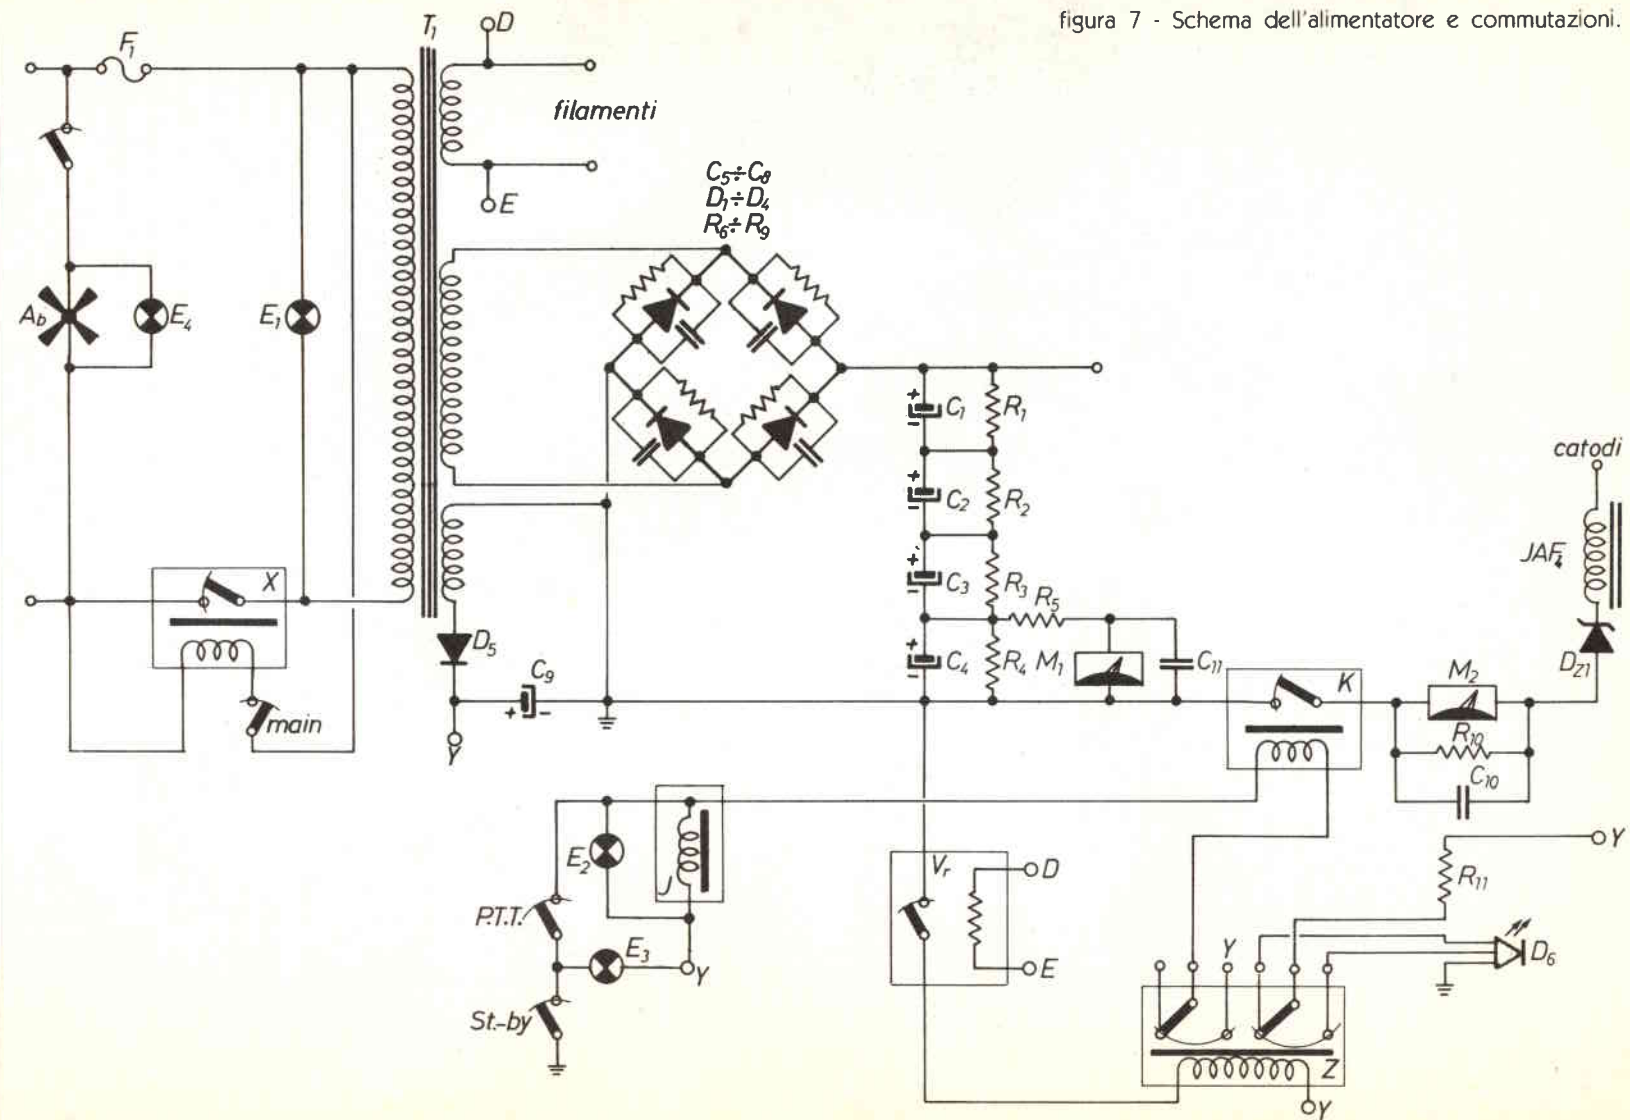 figura 7 - Schema dell'alimentatore e commutazioni.
F1
T1
D
filamenti
E
C5÷C8
D1÷D4
R6÷R9
Ab
E4
E1
+
C1
-
R1
+
C2
-
R2
+
C3
-
R3
R5
+
C4
-
R4
M1
C11
catodi
JAF4
DZ1
X
main
D5
C9
+ -
Y
K
M2
R10
C10
E2
J
P.T.T.
E3
Y
St.-by
Vr
D
E
Y
R11
Y
D6
Z
Y